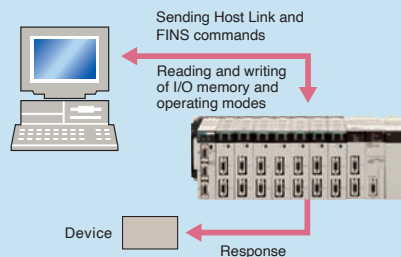 Sending Host Link and
FINS commands
Reading and writing
of I/O memory and
operating modes
Device
Response